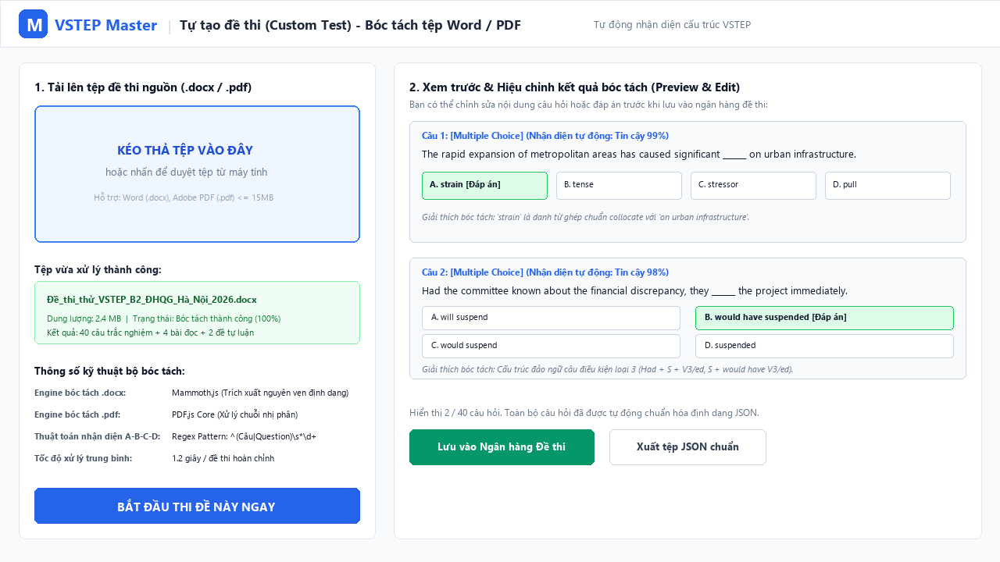 M VSTEP Master | Tự tạo đề thi (Custom Test) - Bóc tách tệp Word / PDF
Tự động nhận diện cấu trúc VSTEP
1. Tải lên tệp đề thi nguồn (.docx / .pdf)
KÉO THẢ TỆP VÀO ĐÂY
hoặc nhấn để duyệt tệp từ máy tính
Hỗ trợ: Word (.docx), Adobe PDF (.pdf) <= 15MB
Tệp vừa xử lý thành công:
Đề_thi_thử_VSTEP_B2_ĐHQG_Hà_Nội_2026.docx
Dung lượng: 2.4 MB | Trạng thái: Bóc tách thành công (100%)
Kết quả: 40 câu trắc nghiệm + 4 bài đọc + 2 đề tự luận
Thông số kỹ thuật bộ bóc tách:
Engine bóc tách .docx: Mammoth.js (Trích xuất nguyên vẹn định dạng)
Engine bóc tách .pdf: PDF.js Core (Xử lý chuỗi nhị phân)
Thuật toán nhận diện A-B-C-D: Regex Pattern: ^(Câu|Question)\s*\d+
Tốc độ xử lý trung bình: 1.2 giây / đề thi hoàn chỉnh
BẮT ĐẦU THI ĐỀ NÀY NGAY
2. Xem trước & Hiệu chỉnh kết quả bóc tách (Preview & Edit)
Bạn có thể chỉnh sửa nội dung câu hỏi hoặc đáp án trước khi lưu vào ngân hàng đề thi:
Câu 1: [Multiple Choice] (Nhận diện tự động: Tin cậy 99%)
The rapid expansion of metropolitan areas has caused significant _____ on urban infrastructure.
A. strain [Đáp án]
B. tense
C. stressor
D. pull
Giải thích bóc tách: 'strain' là danh từ ghép chuẩn collocate với 'on urban infrastructure'.
Câu 2: [Multiple Choice] (Nhận diện tự động: Tin cậy 98%)
Had the committee known about the financial discrepancy, they _____ the project immediately.
A. will suspend
B. would have suspended [Đáp án]
C. would suspend
D. suspended
Giải thích bóc tách: Cấu trúc đảo ngữ câu điều kiện loại 3 (Had + S + V3/ed, S + would have V3/ed).
Hiển thị 2 / 40 câu hỏi. Toàn bộ câu hỏi đã được tự động chuẩn hóa định dạng JSON.
Lưu vào Ngân hàng Đề thi
Xuất tệp JSON chuẩn